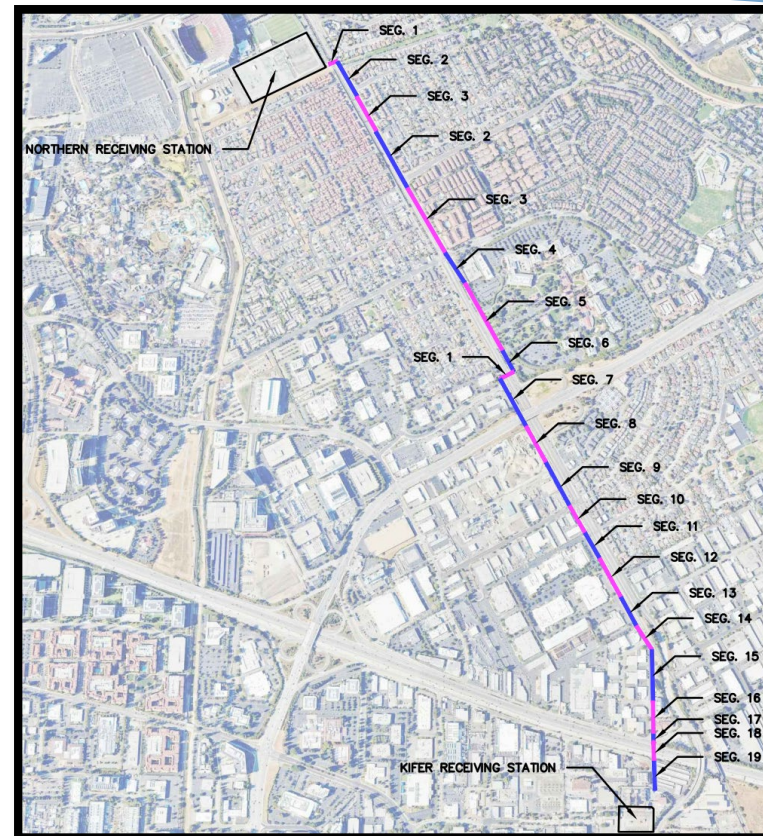 SEG. 1
SEG. 2
SEG. 3
SEG. 2
NORTHERN RECEIVING STATION
SEG. 3
SEG. 4
SEG. 5
SEG. 6
SEG. 1
SEG. 7
SEG. 8
SEG. 9
SEG. 10
SEG. 11
SEG. 12
SEG. 13
SEG. 14
SEG. 15
SEG. 16
SEG. 17
SEG. 18
SEG. 19
KIFER RECEIVING STATION